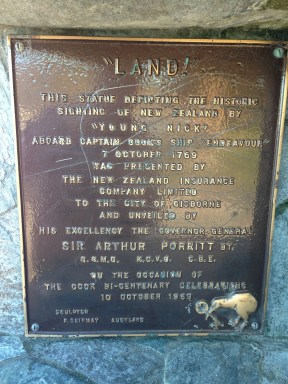 "LAND!
THIS STATUE DEPICTING THE HISTORIC
SIGHTING OF NEW ZEALAND BY
"YOUNG NICK"
ABOARD CAPTAIN COOK'S SHIP "ENDEAVOUR"
7 OCTOBER 1769
WAS PRESENTED BY
THE NEW ZEALAND INSURANCE
COMPANY LIMITED
TO THE CITY OF GISBORNE
AND UNVEILED BY
HIS EXCELLENCY THE GOVERNOR GENERAL
SIR ARTHUR PORRITT BT.
G.C.M.G. K.C.V.O. C.B.E.
ON THE OCCASION OF
THE COOK BI-CENTENARY CELEBRATIONS
10 OCTOBER 1969
SCULPTOR
AUCKLAND